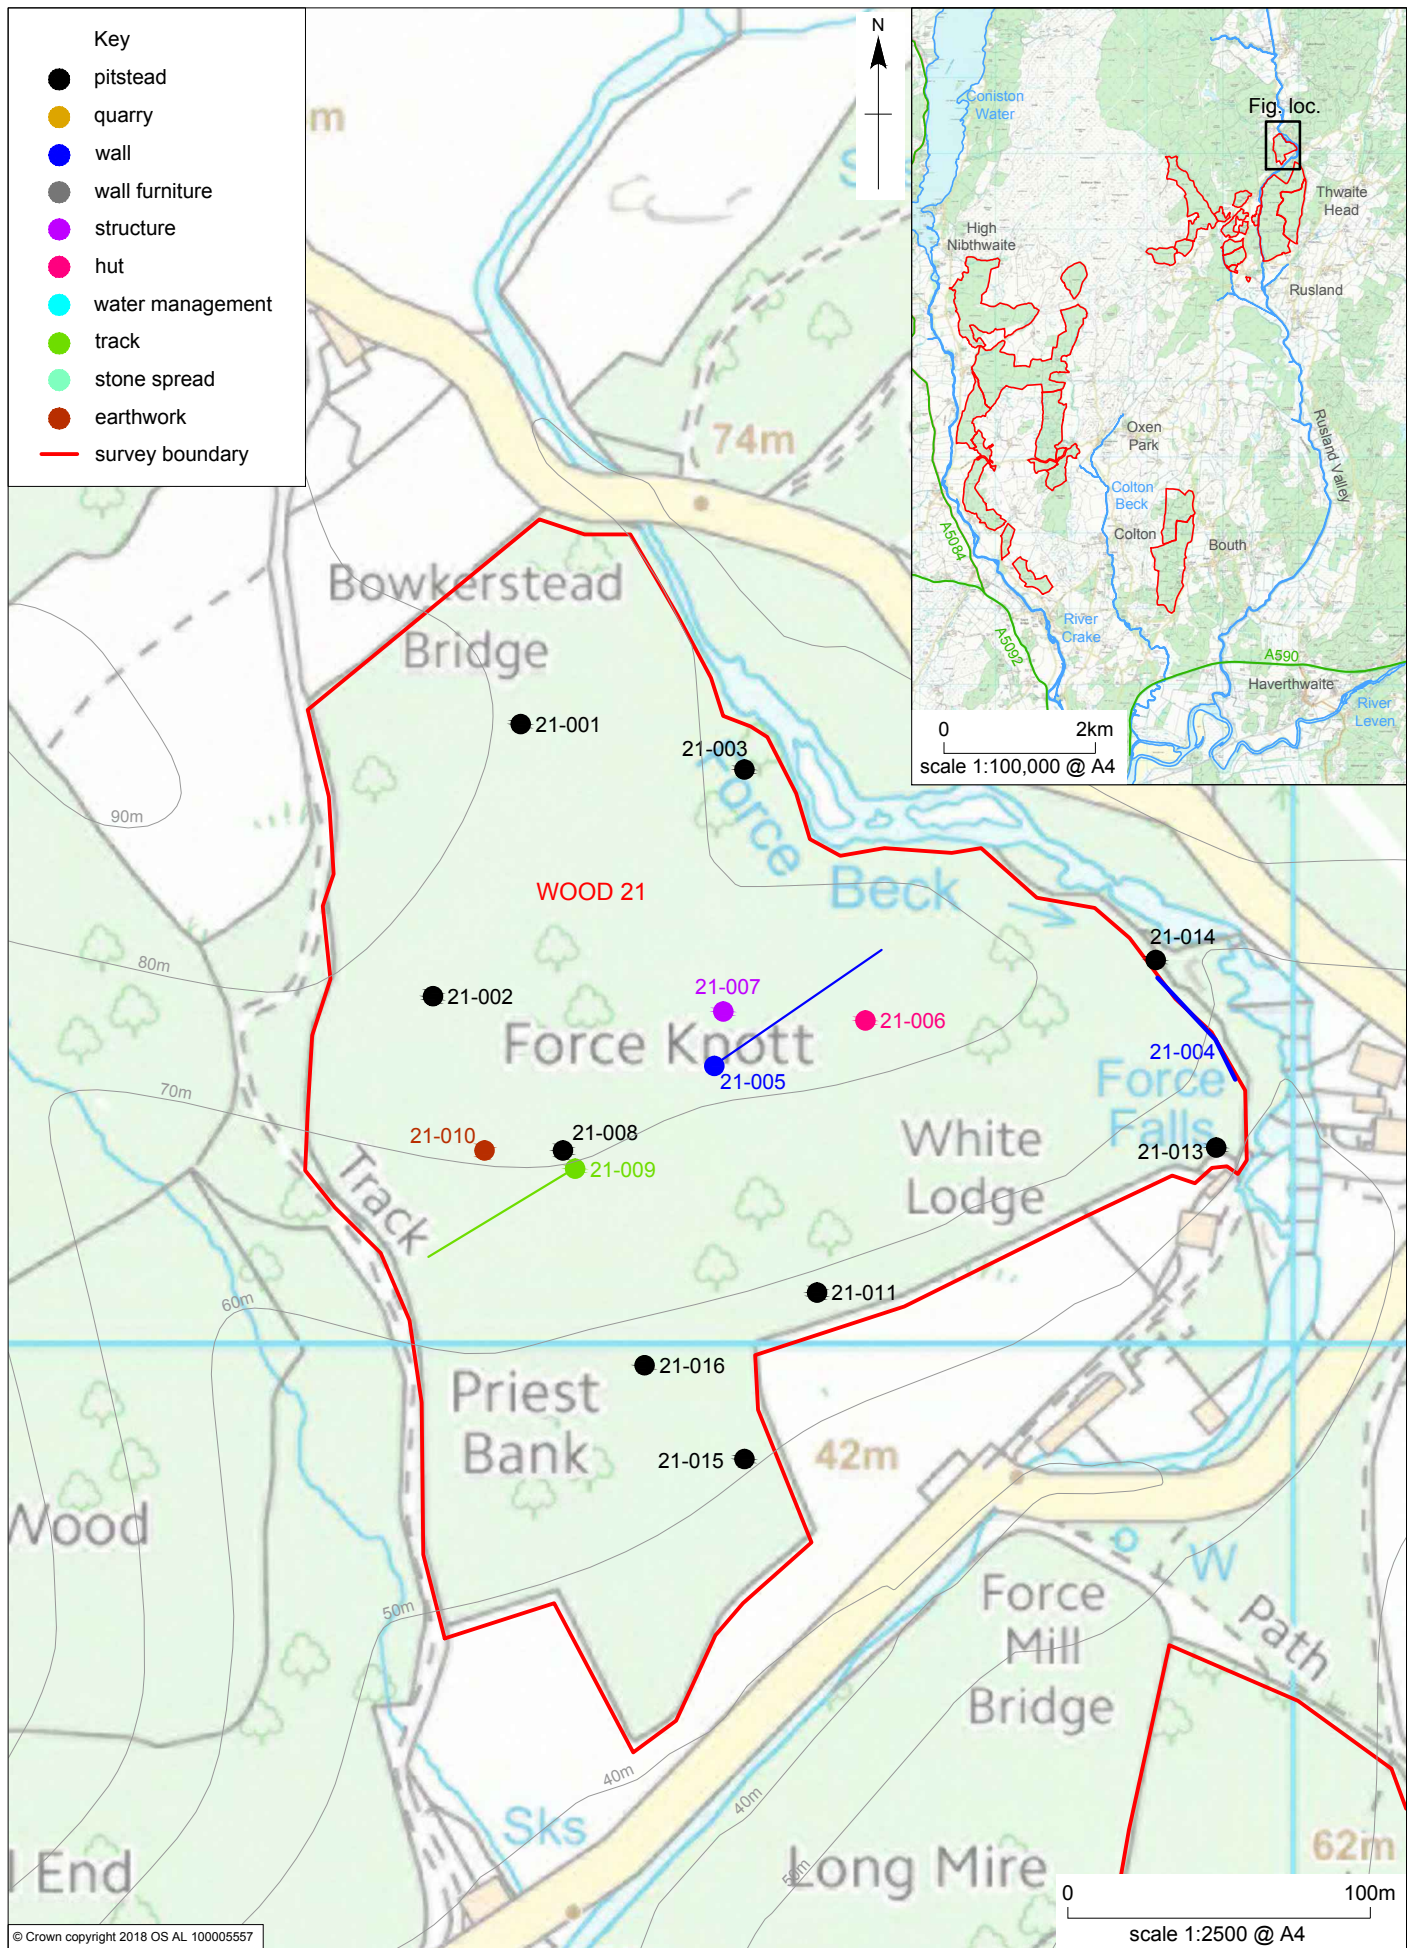 Key
pitstead
quarry
wall
wall furniture
structure
hut
water management
track
stone spread
earthwork
survey boundary
m
N
Coniston
Water
Fig. loc.
Thwaite
Head
High
Nibthwaite
Rusland
Oxen
Park
Rusland Valley
Colton
Beck
Colton
Bouth
A5084
A5092
River
Crake
A590
Haverthwaite
River
Leven
0 2km
scale 1:100,000 @ A4
74m
Bowkerstead
Bridge
21-001
21-003
90m
Force Beck
WOOD 21
21-014
80m
21-002
21-007
21-006
Force Knott
21-004
21-005
Force
Falls
70m
21-010
21-008
White
Lodge
21-013
21-009
Track
21-011
60m
21-016
Priest
Bank
42m
21-015
Wood
W
Force
Mill
Bridge
Path
50m
40m
40m
Sks
50m
Long Mire
62m
l End
0 100m
scale 1:2500 @ A4
© Crown copyright 2018 OS AL 100005557